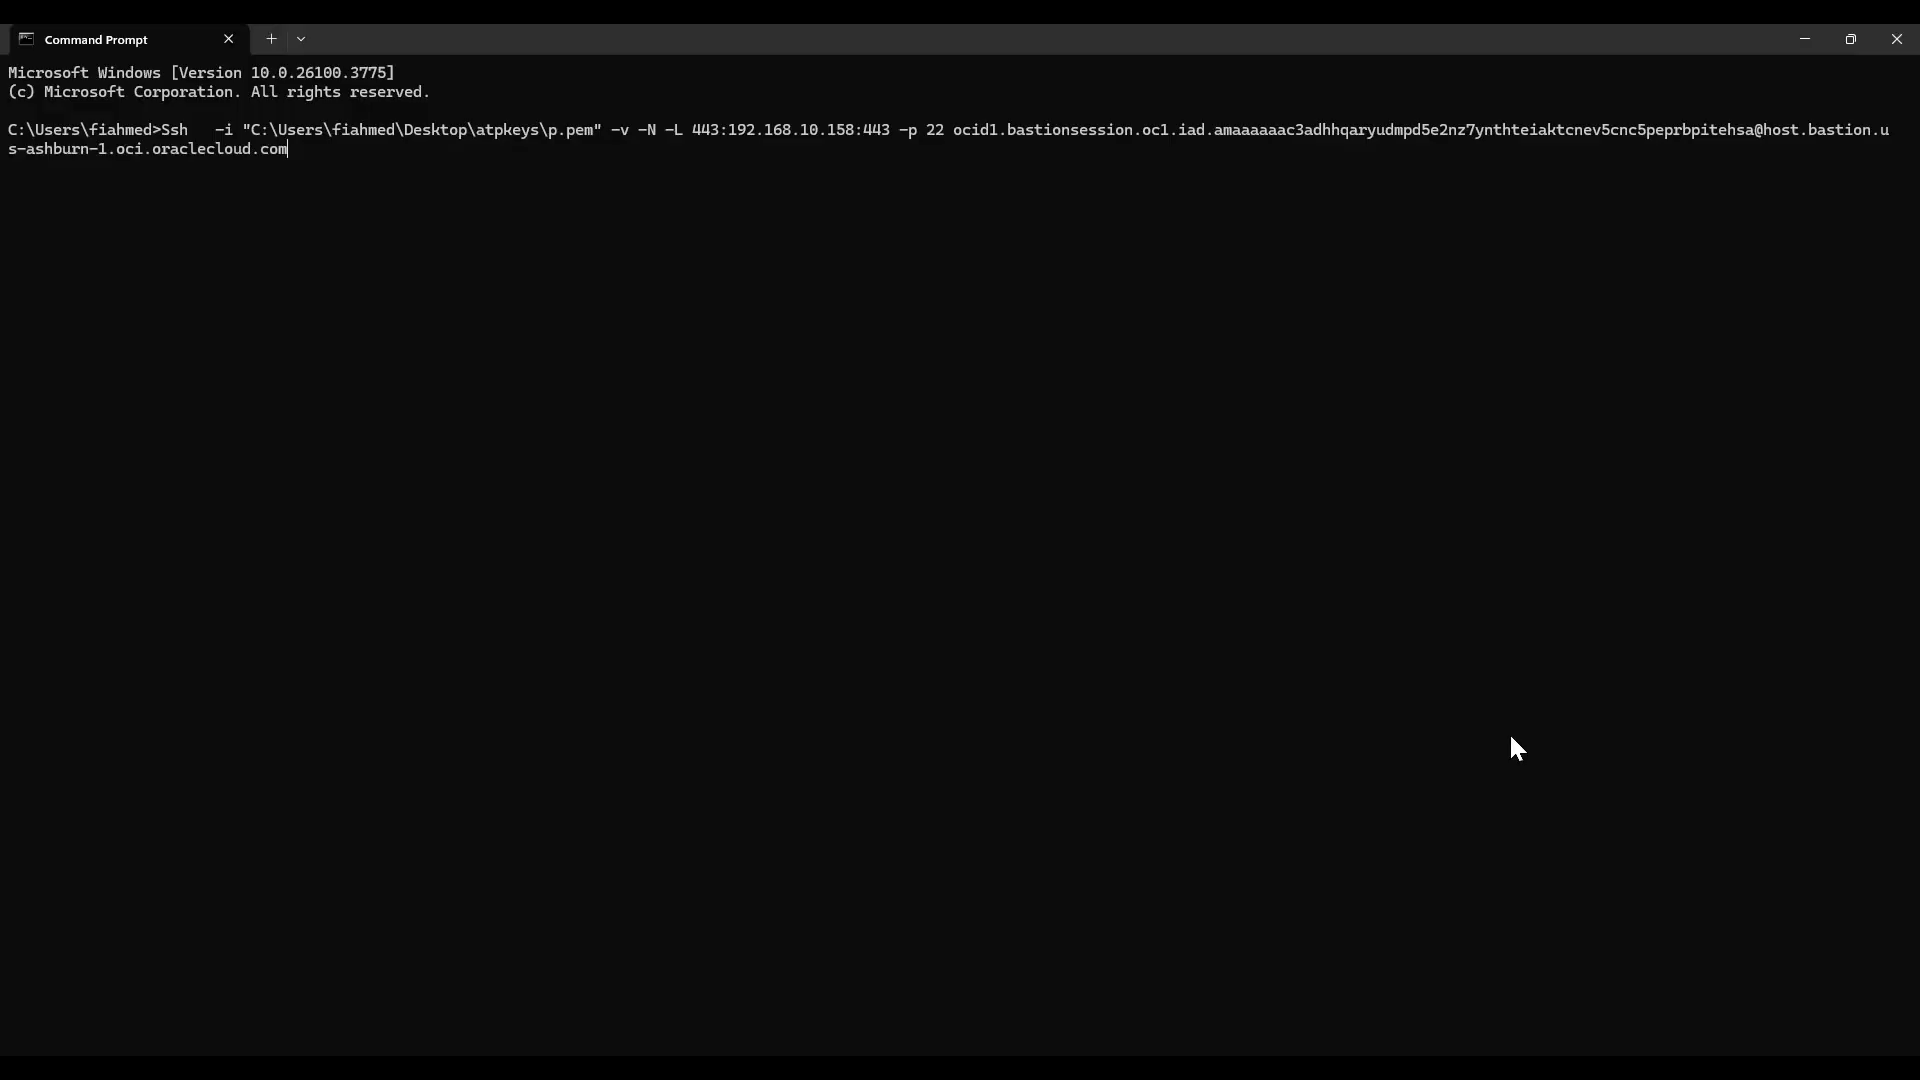 Command Prompt
Microsoft Windows [Version 10.0.26100.3775]
(c) Microsoft Corporation. All rights reserved.
C:\Users\fiahmed>Ssh   -i "C:\Users\fiahmed\Desktop\atpkeys\p.pem" -v -N -L 443:192.168.10.158:443 -p 22 ocid1.bastionsession.oc1.iad.amaaaaaac3adhhqaryudmpd5e2nz7ynthteiaktcnev5cnc5peprbpitehsa@host.bastion.u
s-ashburn-1.oci.oraclecloud.com